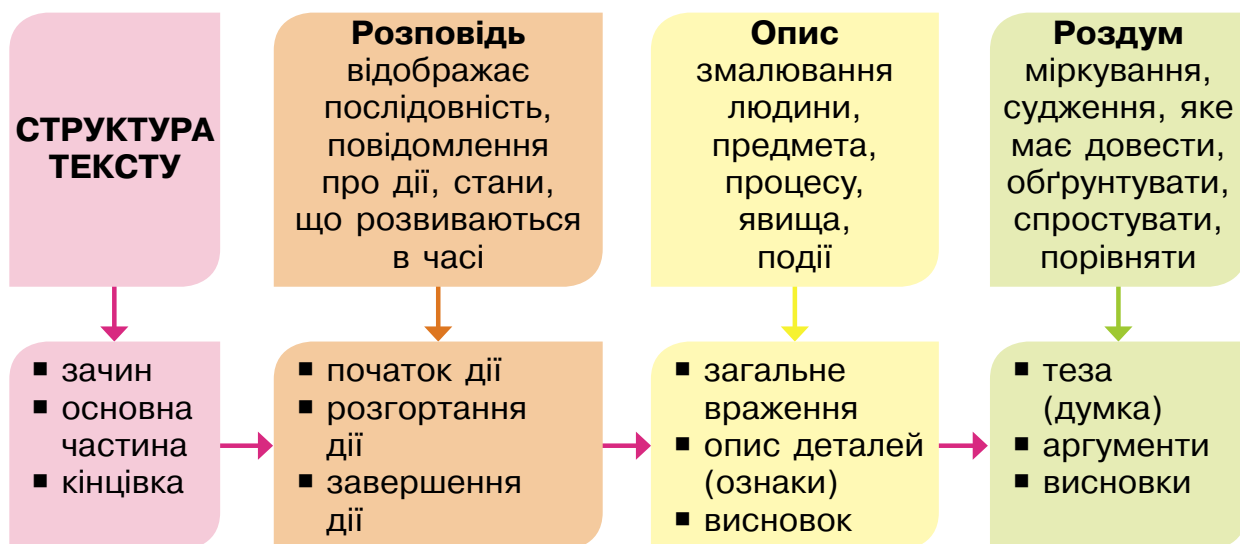 СТРУКТУРА
ТЕКСТУ
Розповідь
відображає
послідовність,
повідомлення
про дії, стани,
що розвиваються
в часі
Опис
змалювання
людини,
предмета,
процесу,
явища,
події
Роздум
міркування,
судження, яке
має довести,
обґрунтувати,
спростувати,
порівняти
▪ зачин
▪ основна
частина
▪ кінцівка
▪ початок дії
▪ розгортання
дії
▪ завершення
дії
▪ загальне
враження
▪ опис деталей
(ознаки)
▪ висновок
▪ теза
(думка)
▪ аргументи
▪ висновки